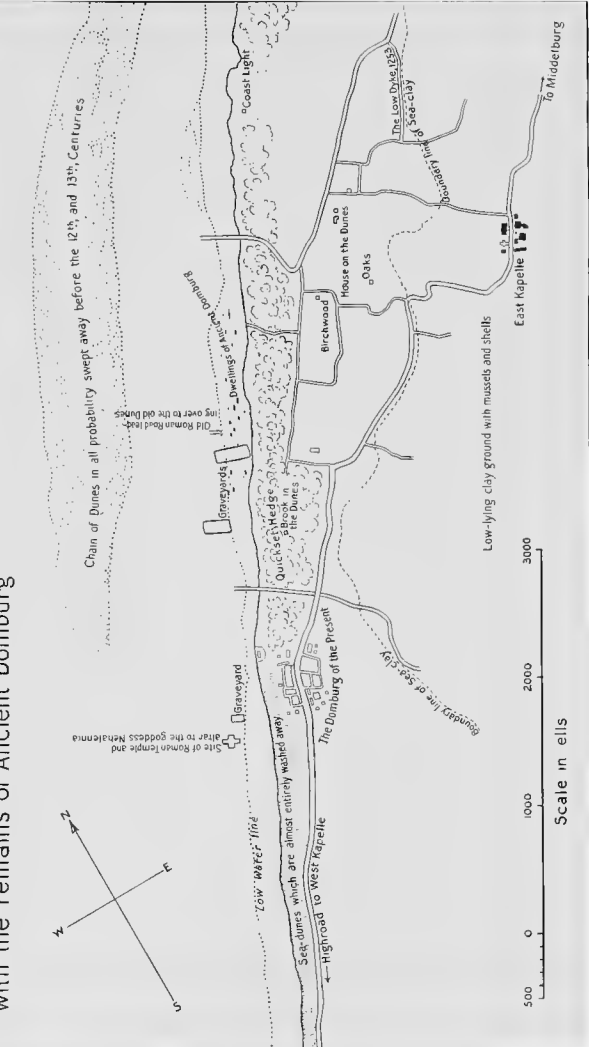 with the remains of Ancient Domburg
Chain of Dunes in all probability swept away before the 12th, and 13th, Centuries
N
W
E
S
Low water line
Site of Roman Temple and
altar to the goddess Nehalennia
Graveyard
Graveyards
Old Roman Road lead-
ing over to the old Dunes
Dwellings of Ancient Domburg
Coast Light
Sea-dunes which are almost entirely washed away
Highroad to West Kapelle
The Domburg of the Present
Quickset Hedge
Brook in
the Dunes
Birchwood
House on the Dunes
Oaks
The Low Dyke, 1253
Boundary line of Sea-clay
Boundary line of Sea-clay
East Kapelle
To Middelburg
Low-lying clay ground with mussels and shells
500 0 1000 2000 3000
Scale in ells